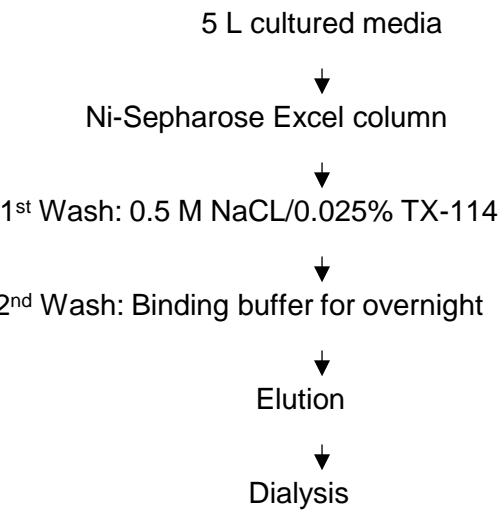 5 L cultured media
Ni-Sepharose Excel column
1st Wash: 0.5 M NaCL/0.025% TX-114
2nd Wash: Binding buffer for overnight
Elution
Dialysis